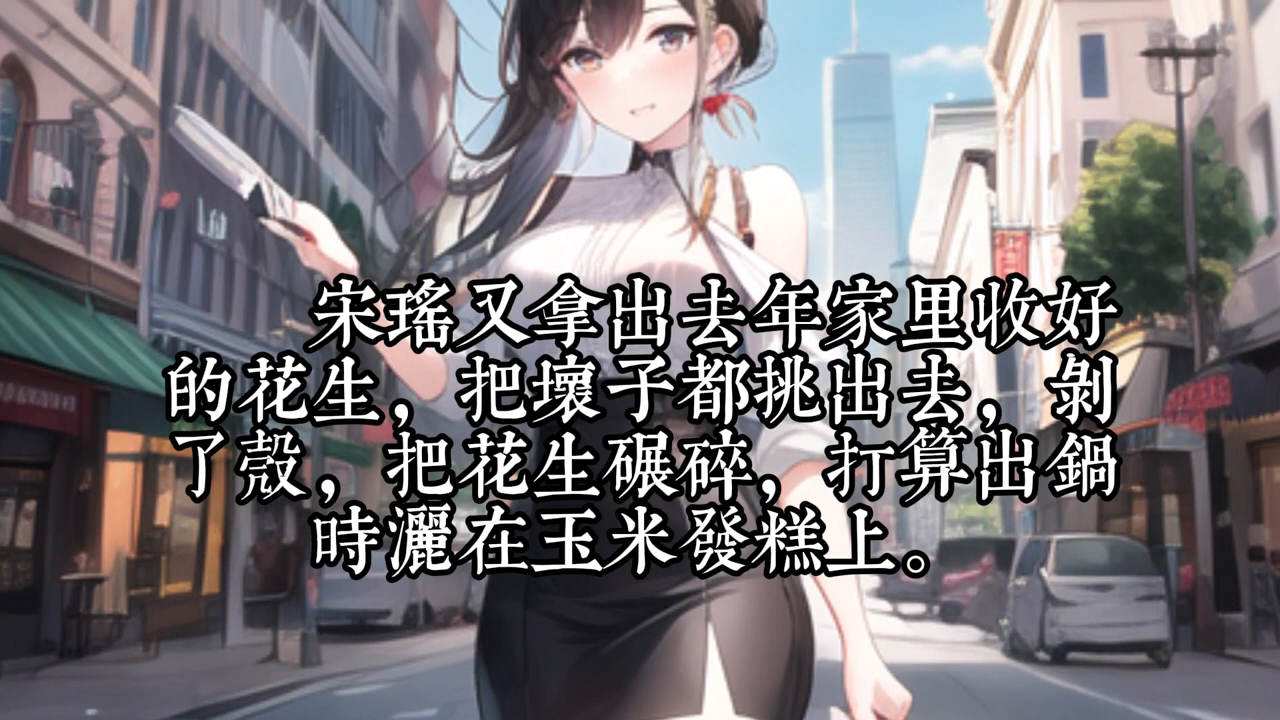 宋瑤又拿出去年家里收好
的花生，把壞子都挑出去，剝
了殼，把花生碾碎，打算出鍋
時灑在玉米發糕上。